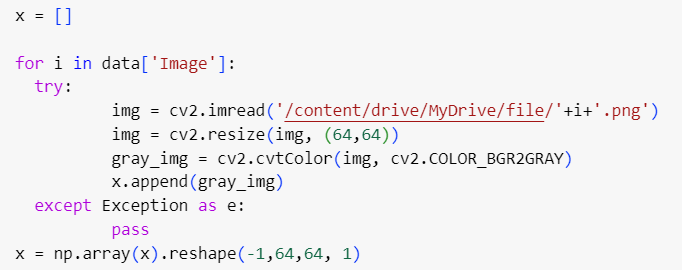 x = []
for i in data['Image']:
try:
img = cv2.imread('/content/drive/MyDrive/file/'+i+'.png')
img = cv2.resize(img, (64,64))
gray_img = cv2.cvtColor(img, cv2.COLOR_BGR2GRAY)
x.append(gray_img)
except Exception as e:
pass
x = np.array(x).reshape(-1,64,64, 1)